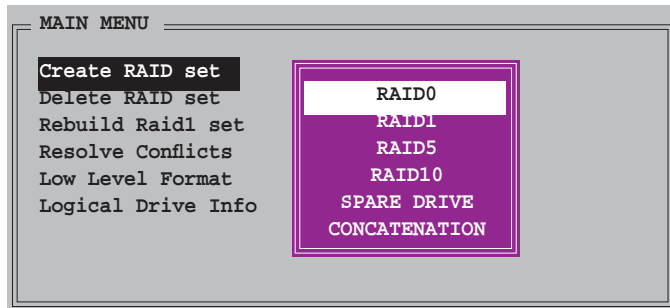 MAIN MENU
Create RAID set
Delete RAID set
Rebuild Raid1 set
Resolve Conflicts
Low Level Format
Logical Drive Info
RAID0
RAID1
RAID5
RAID10
SPARE DRIVE
CONCATENATION